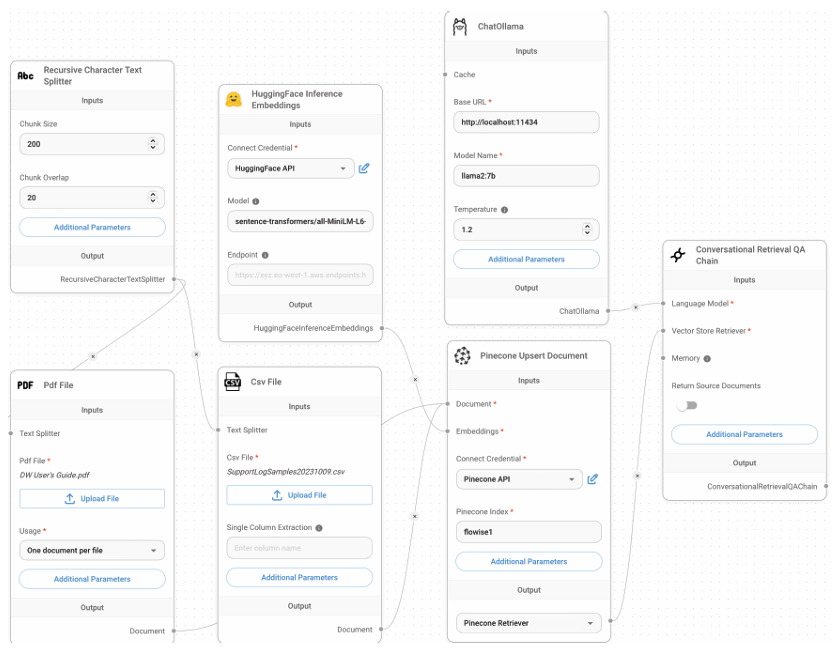 Abc
Recursive Character Text
Splitter
Inputs
Chunk Size
200
Chunk Overlap
20
Additional Parameters
Output
RecursiveCharacterTextSplitter
PDF
Pdf File
Inputs
Text Splitter
Pdf File *
DW User's Guide.pdf
Upload File
Usage *
One document per file
Additional Parameters
Output
Document
HuggingFace Inference
Embeddings
Inputs
Connect Credential *
HuggingFace API
Model
sentence-transformers/all-MiniLM-L6-
Endpoint
https://xyz.eu-west-1.aws.endpoints.h
Output
HuggingFaceInferenceEmbeddings
CSV
Csv File
Inputs
Text Splitter
Csv File *
SupportLogSamples20231009.csv
Upload File
Single Column Extraction
Enter column name
Additional Parameters
Output
Document
ChatOllama
Inputs
Cache
Base URL *
http://localhost:11434
Model Name *
llama2:7b
Temperature
1.2
Additional Parameters
Output
ChatOllama
Pinecone Upsert Document
Inputs
Document *
Embeddings *
Connect Credential *
Pinecone API
Pinecone Index *
flowise1
Additional Parameters
Output
Pinecone Retriever
Conversational Retrieval QA
Chain
Inputs
Language Model *
Vector Store Retriever *
Memory
Return Source Documents
Additional Parameters
Output
ConversationalRetrievalQAChain